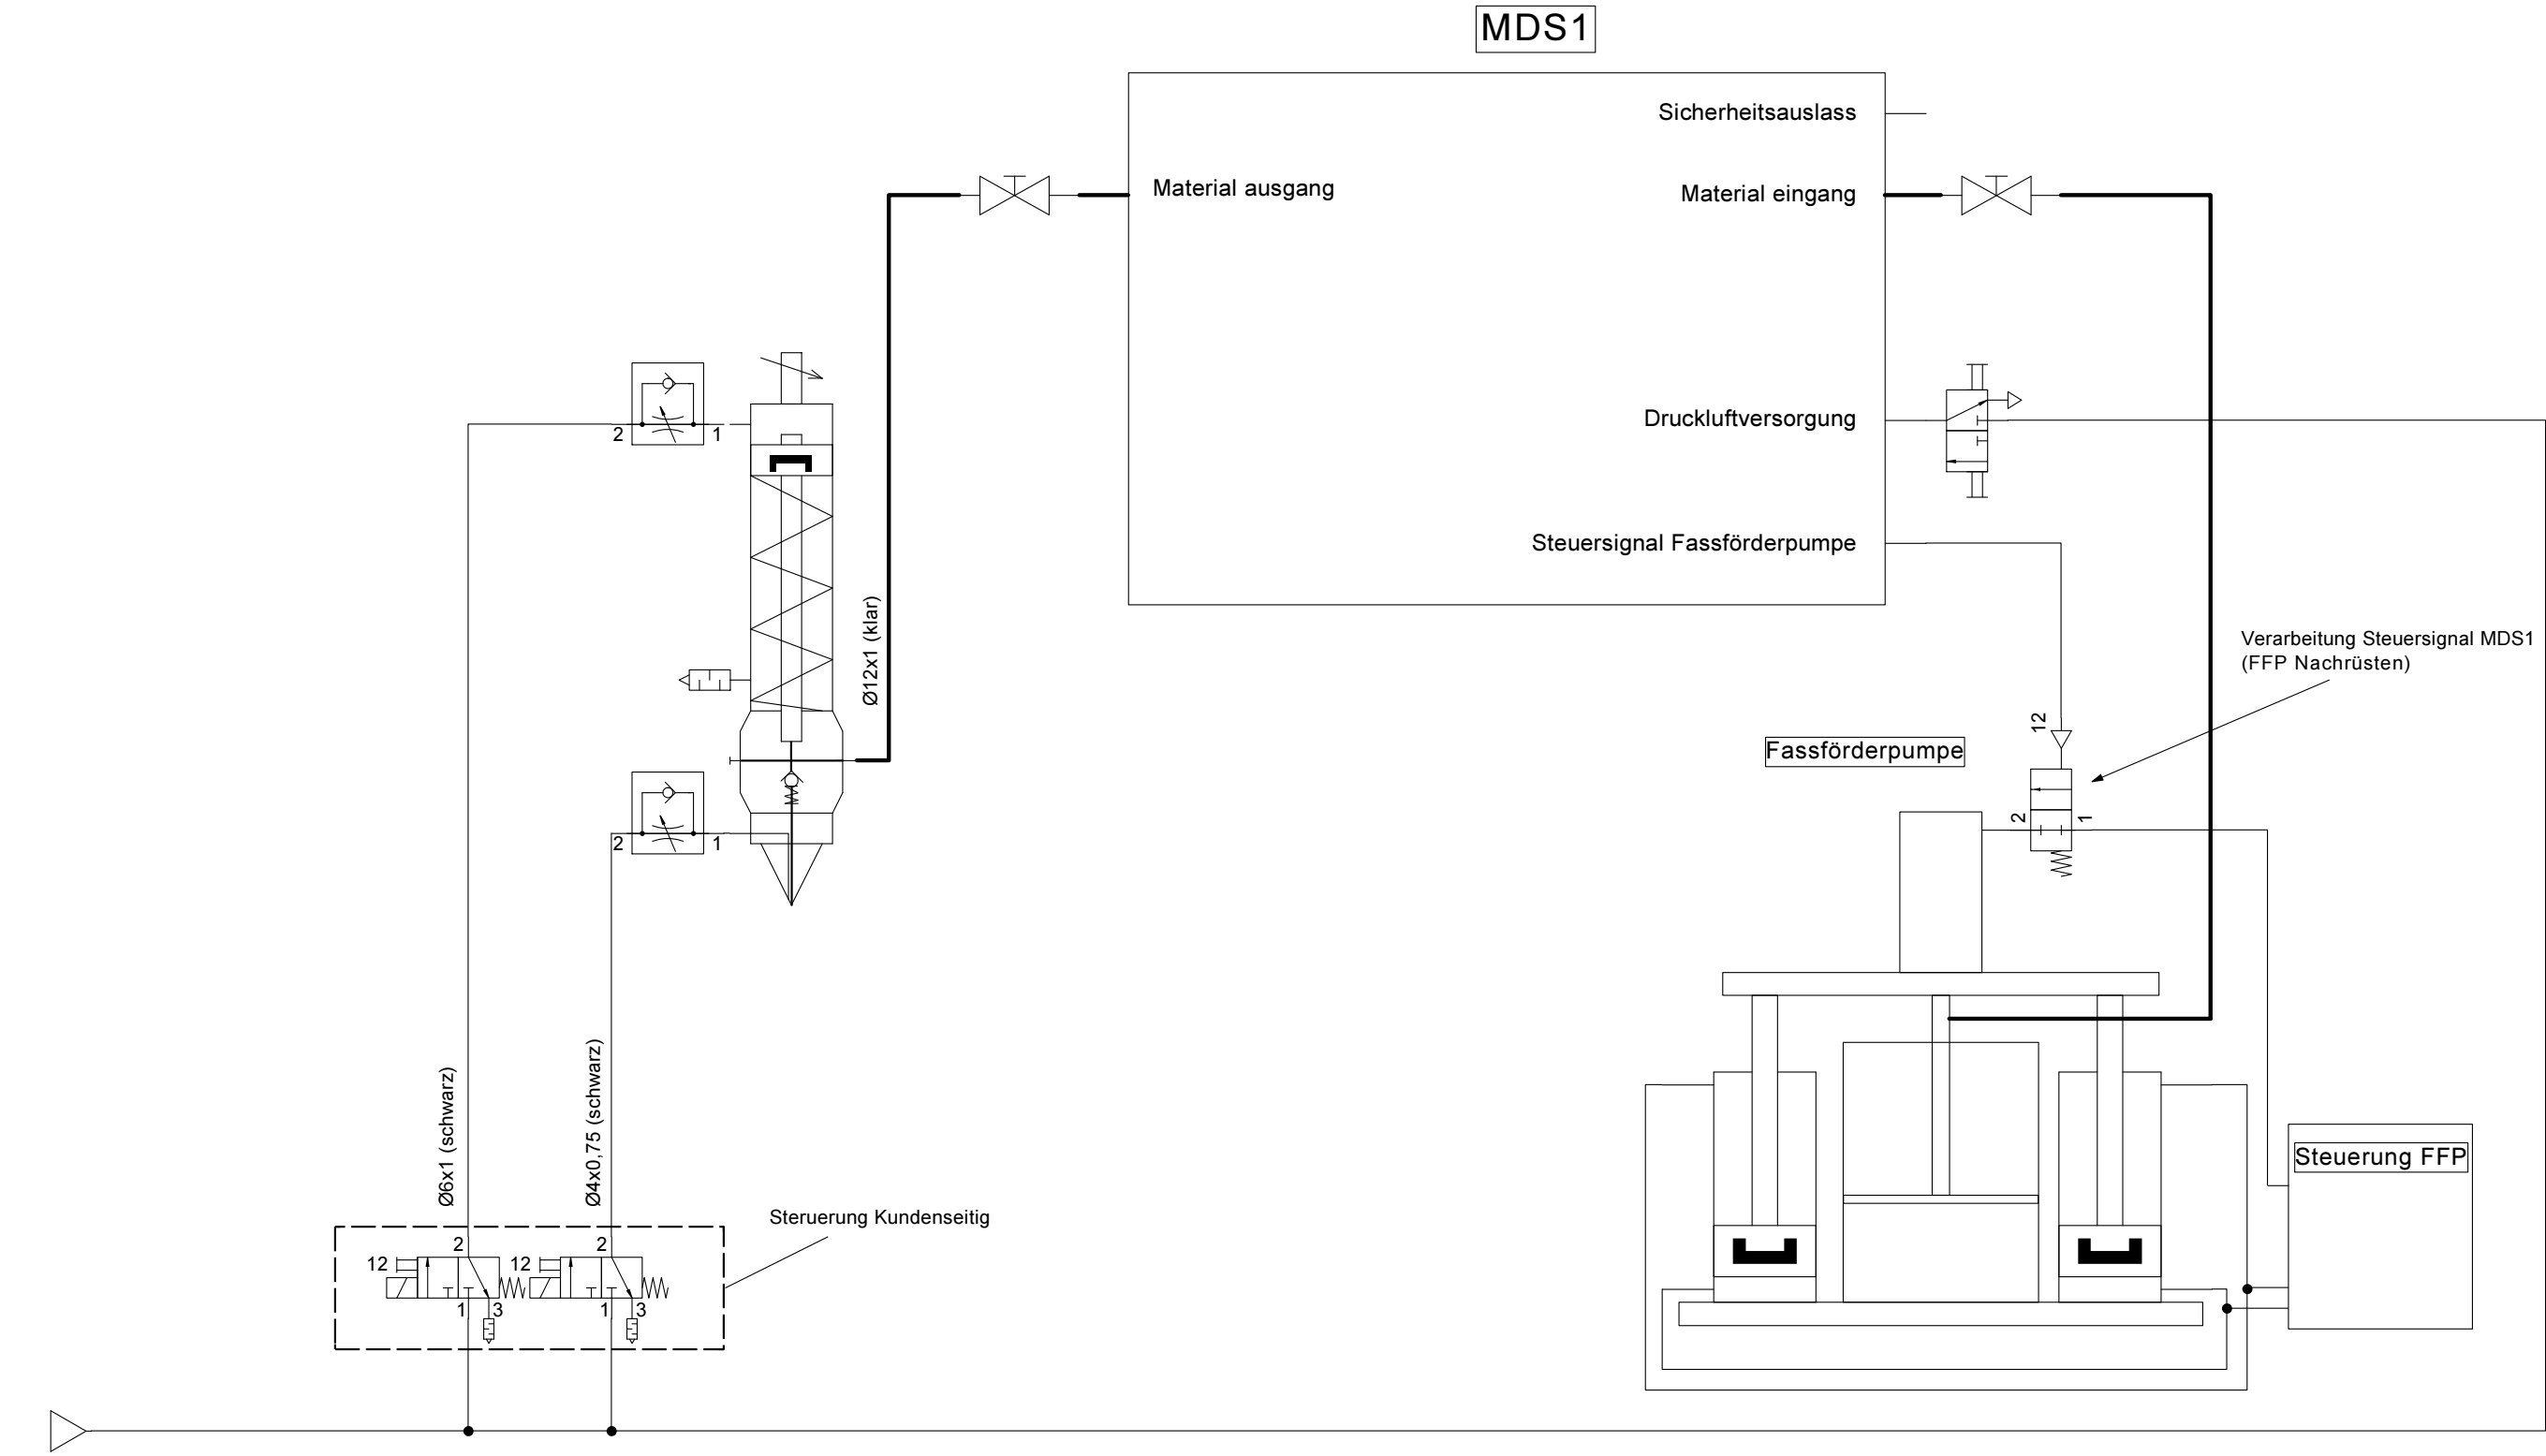 MDS1
Sicherheitsauslass
Material ausgang
Material eingang
Druckluftversorgung
2
1
Steuersignal Fassförderpumpe
Ø12x1 (klar)
Verarbeitung Steuersignal MDS1
(FFP Nachrüsten)
12
Fassförderpumpe
2
1
2
1
Ø6x1 (schwarz)
Ø4x0,75 (schwarz)
Steuerung FFP
Steruerung Kundenseitig
2
2
12
12
1
3
1
3